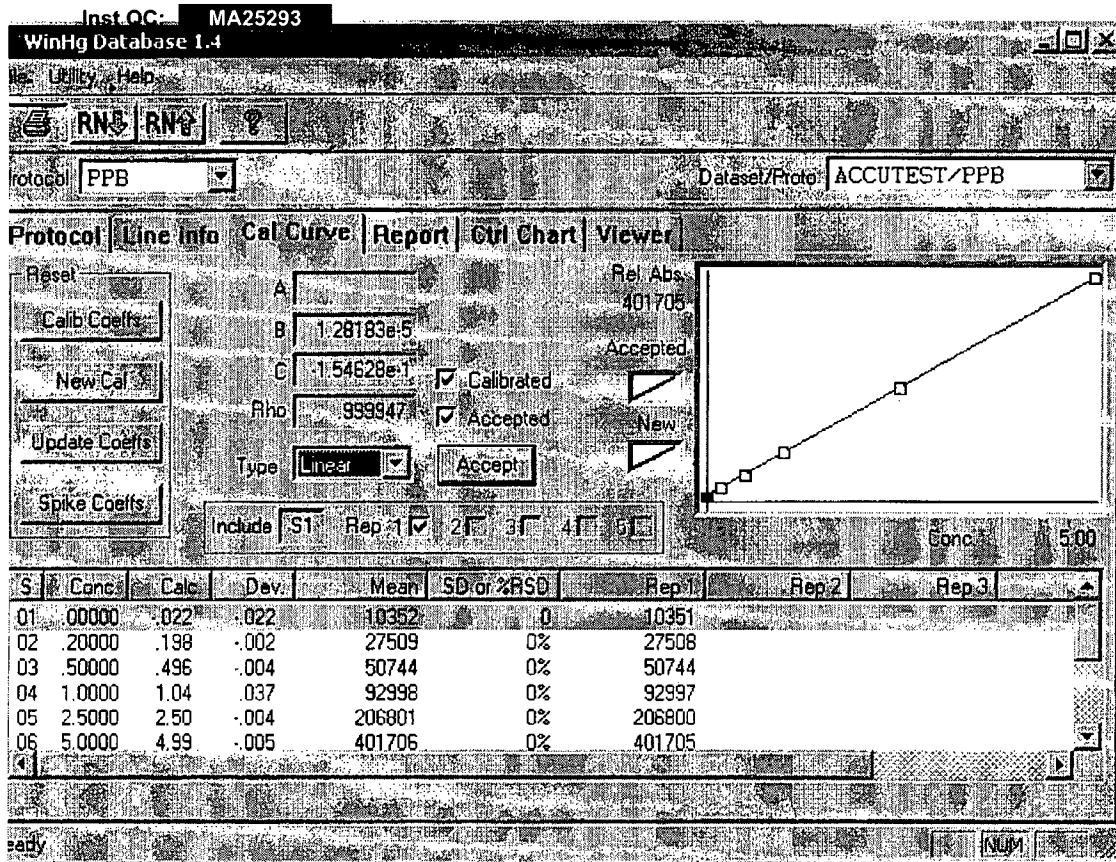 Inst QC: MA25293
WinHg Database 1.4
ile Utility Help
RN RN ?
rotocol PPB Dataset/Proto: ACCUTEST/PPB
Protocol Line Info Cal Curve Report Ctrl Chart Viewer
Reset
Calib Coeffs
New Cal
Update Coeffs
Spike Coeffs
A
B 1.28183e-5
C -1.54628e-1
Rho .999947
Type Linear
Calibrated
Accepted
Accept
Include S1 Rep 1 2 3 4 5
Rel. Abs.
401705
Accepted
New
Conc. 5.00
S Conc. Calc. Dev. Mean SD or %RSD Rep 1 Rep 2 Rep 3
01 .00000 -.022 -.022 10352 0 10351
02 .20000 .198 -.002 27509 0% 27508
03 .50000 .496 -.004 50744 0% 50744
04 1.0000 1.04 .037 92998 0% 92997
05 2.5000 2.50 -.004 206801 0% 206800
06 5.0000 4.99 -.005 401706 0% 401705
eady NUM